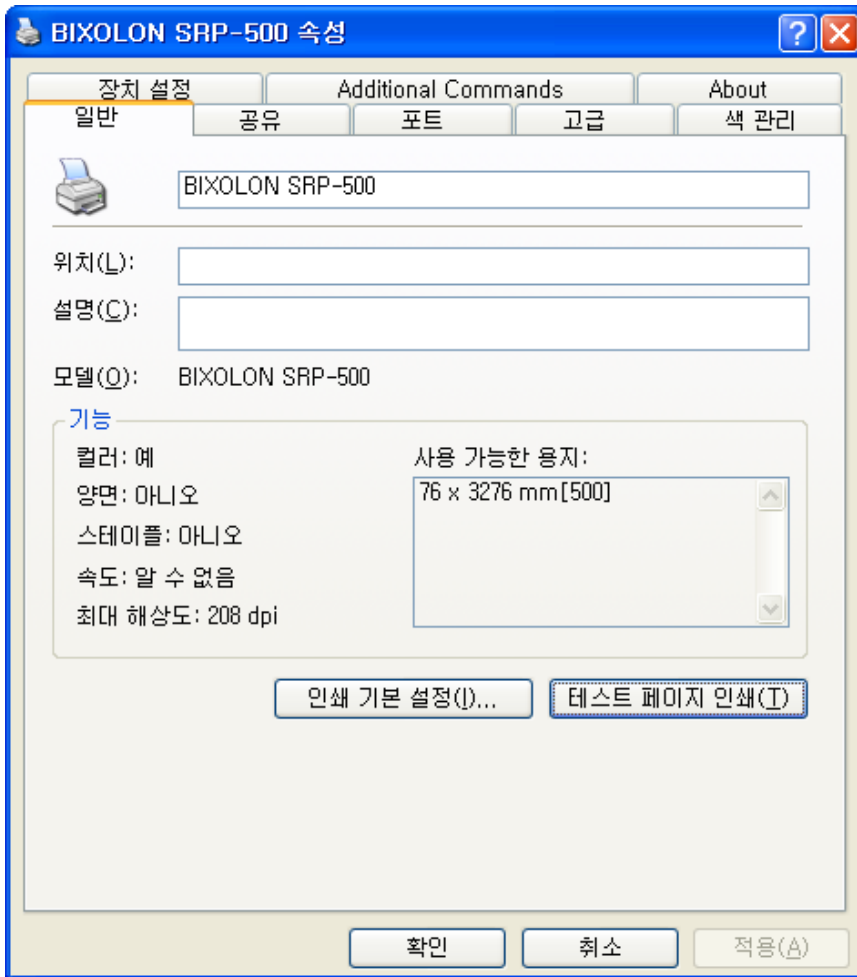 BIXOLON SRP-500 속성
장치 설정 Additional Commands About
일반 공유 포트 고급 색 관리
BIXOLON SRP-500
위치(L):
설명(C):
모델(O): BIXOLON SRP-500
기능
컬러: 예 사용 가능한 용지:
양면: 아니오 76 x 3276 mm[500]
스테이플: 아니오
속도: 알 수 없음
최대 해상도: 208 dpi
인쇄 기본 설정(I)... 테스트 페이지 인쇄(T)
확인 취소 적용(A)